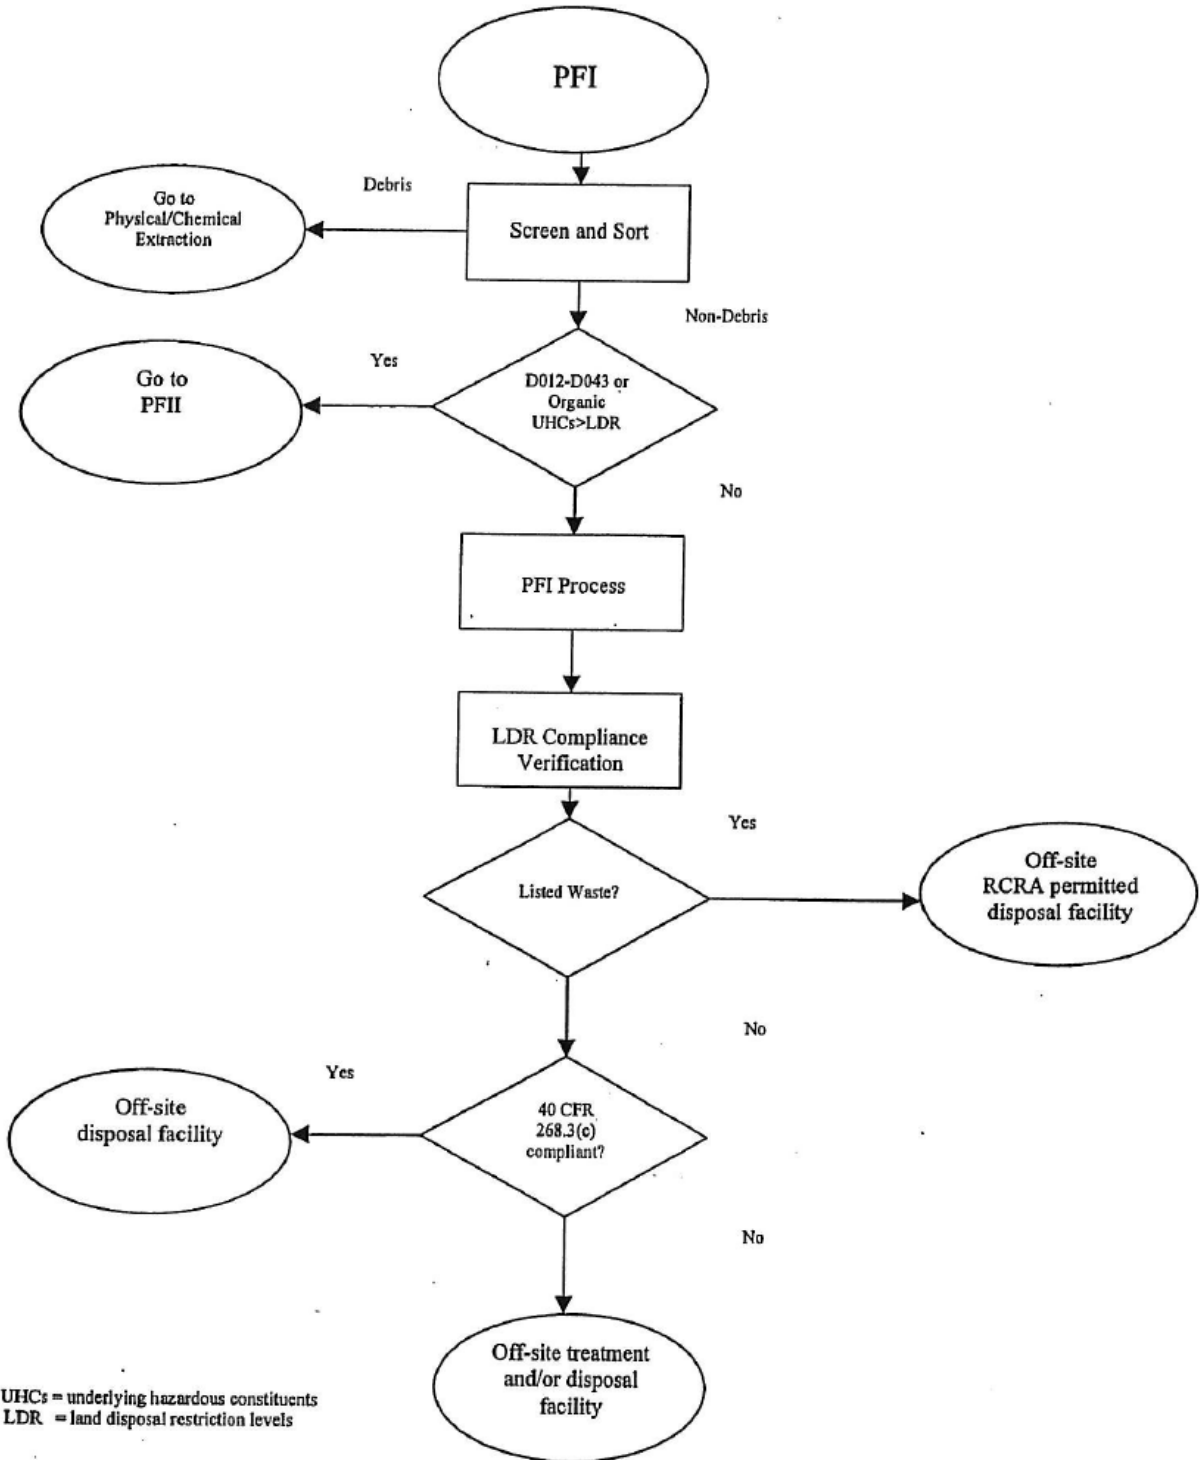 PFI
Debris
Go to
Physical/Chemical
Extraction
Screen and Sort
Non-Debris
Yes
Go to
PFII
D012-D043 or
Organic
UHCs>LDR
No
PFI Process
LDR Compliance
Verification
Yes
Listed Waste?
Off-site
RCRA permitted
disposal facility
No
Yes
Off-site
disposal facility
40 CFR
268.3(c)
compliant?
No
Off-site treatment
and/or disposal
facility
UHCs = underlying hazardous constituents
LDR = land disposal restriction levels